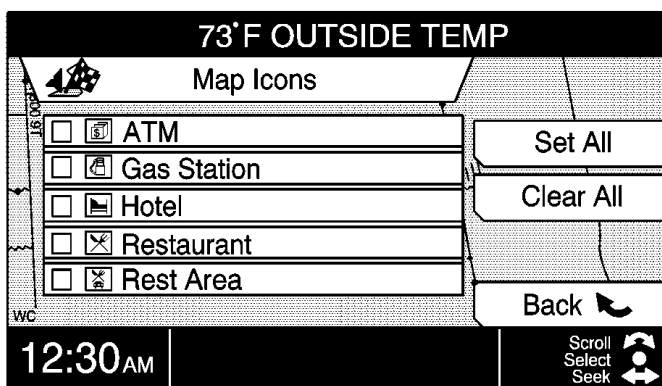 73°F OUTSIDE TEMP
Map Icons
ATM
Gas Station
Hotel
Restaurant
Rest Area
Set All
Clear All
Back
WC
12:30AM
Scroll
Select
Seek